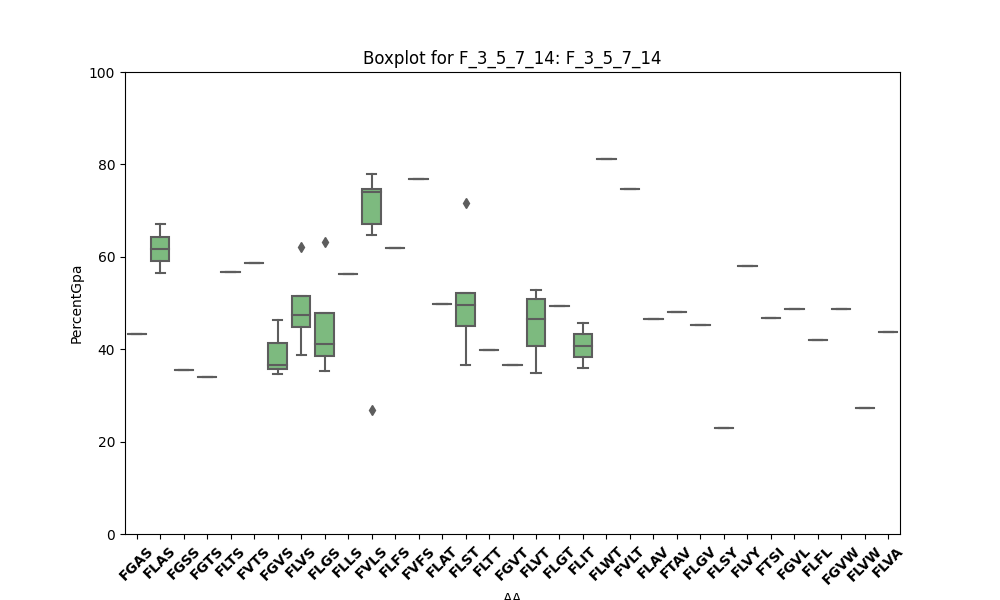 Boxplot for F_3_5_7_14: F_3_5_7_14
PercentGpa
100
80
60
40
20
0
FGAS FLAS FGSS FGTS FLTS FVTS FGVS FLVS FLGS FLLS FVLS FLFS FVFS FLAT FLST FLTT FGVT FLVT FLGT FLIT FLWT FVLT FLAV FTAV FLGV FLSY FLVY FTSI FGVL FLFL FGVW FLVW FLVA
AA